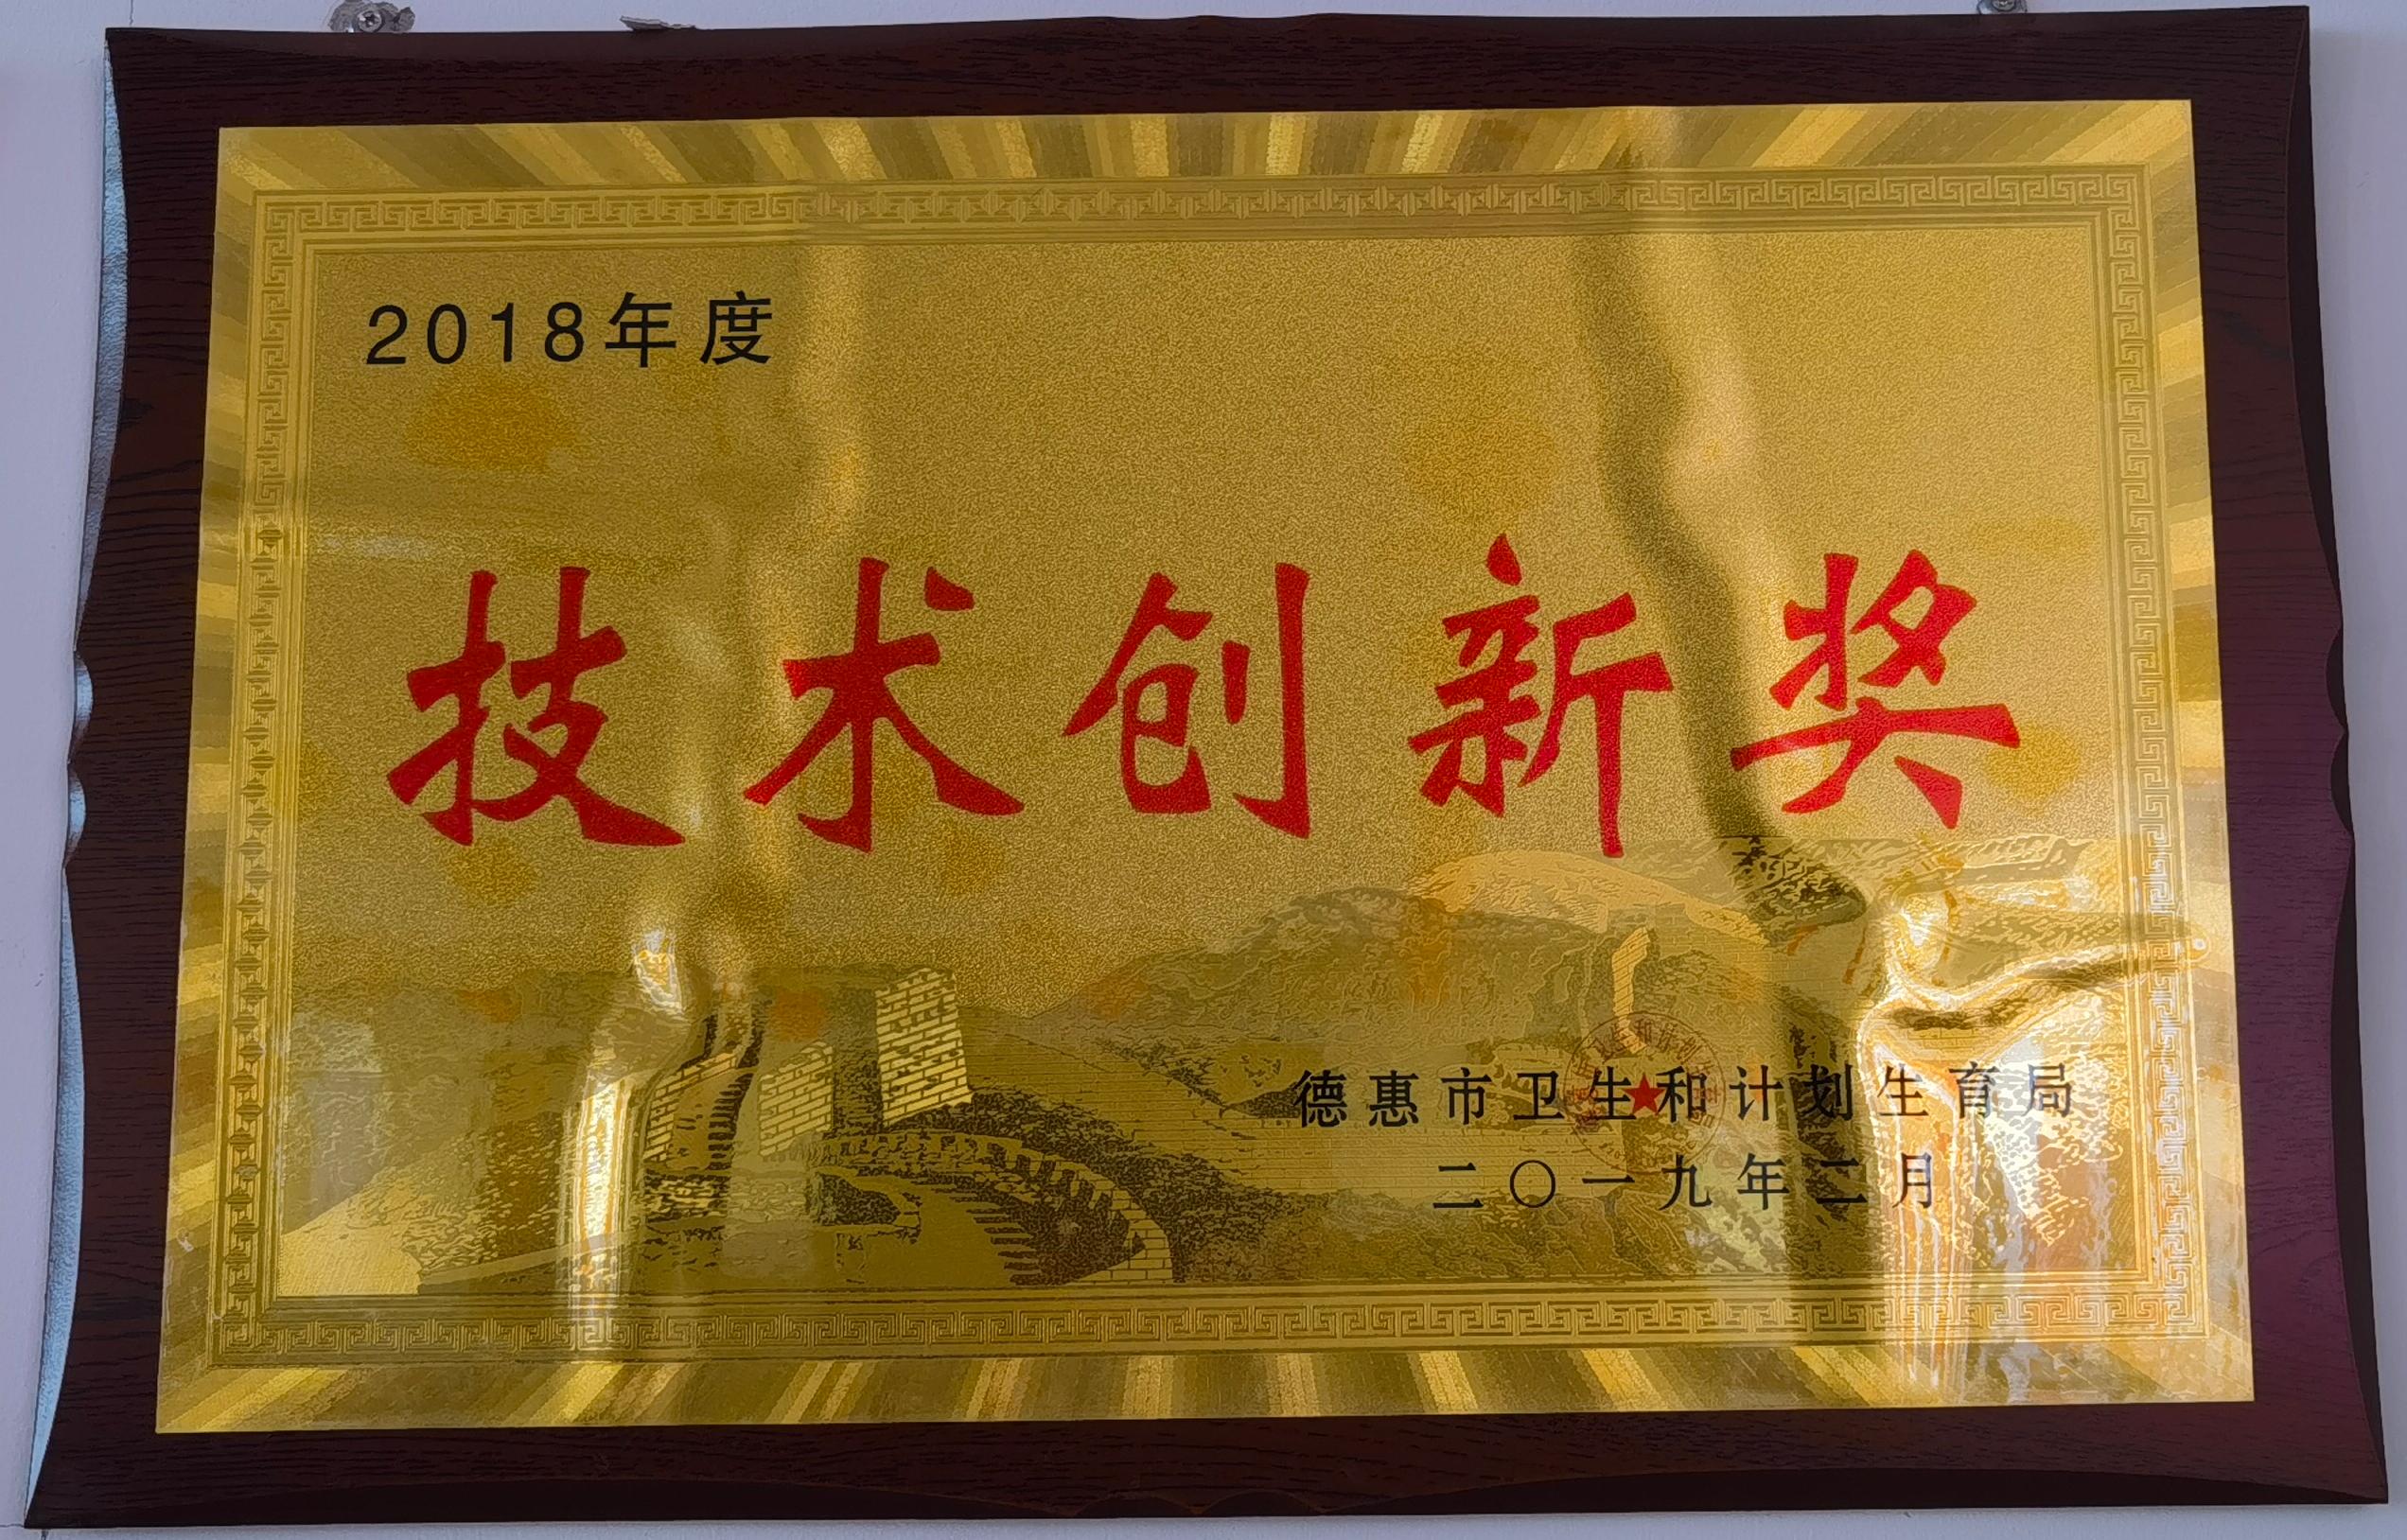 2018年度
技术创新奖
德惠市卫生和计划生育局
二〇一九年二月